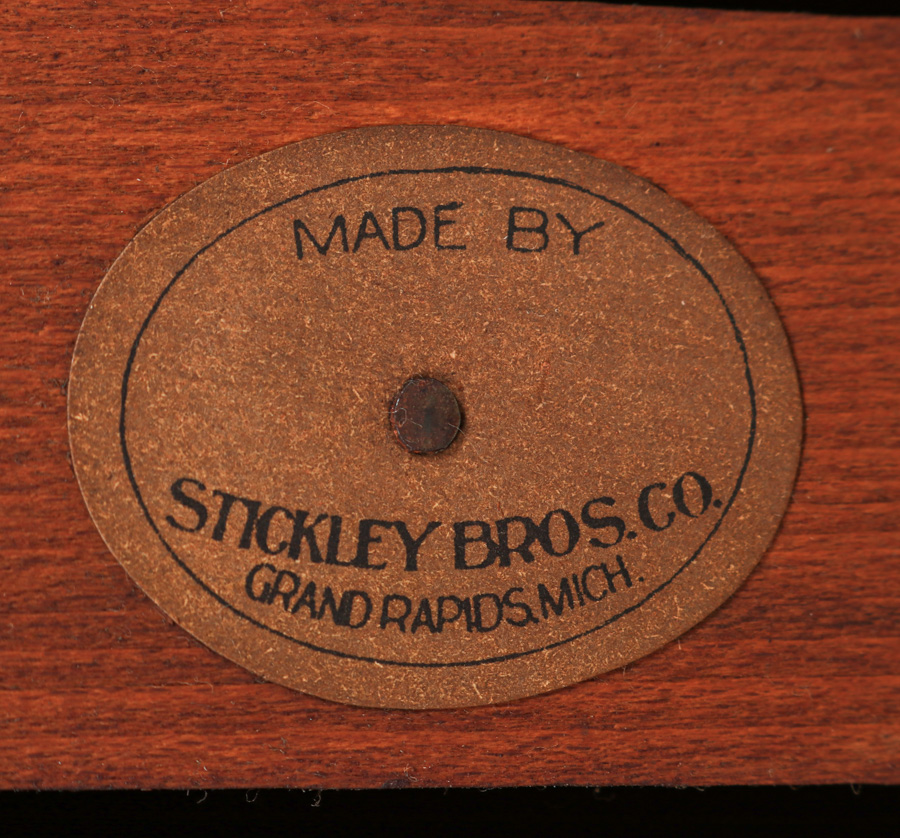 MADE BY
STICKLEY BROS. CO.
GRAND RAPIDS, MICH.